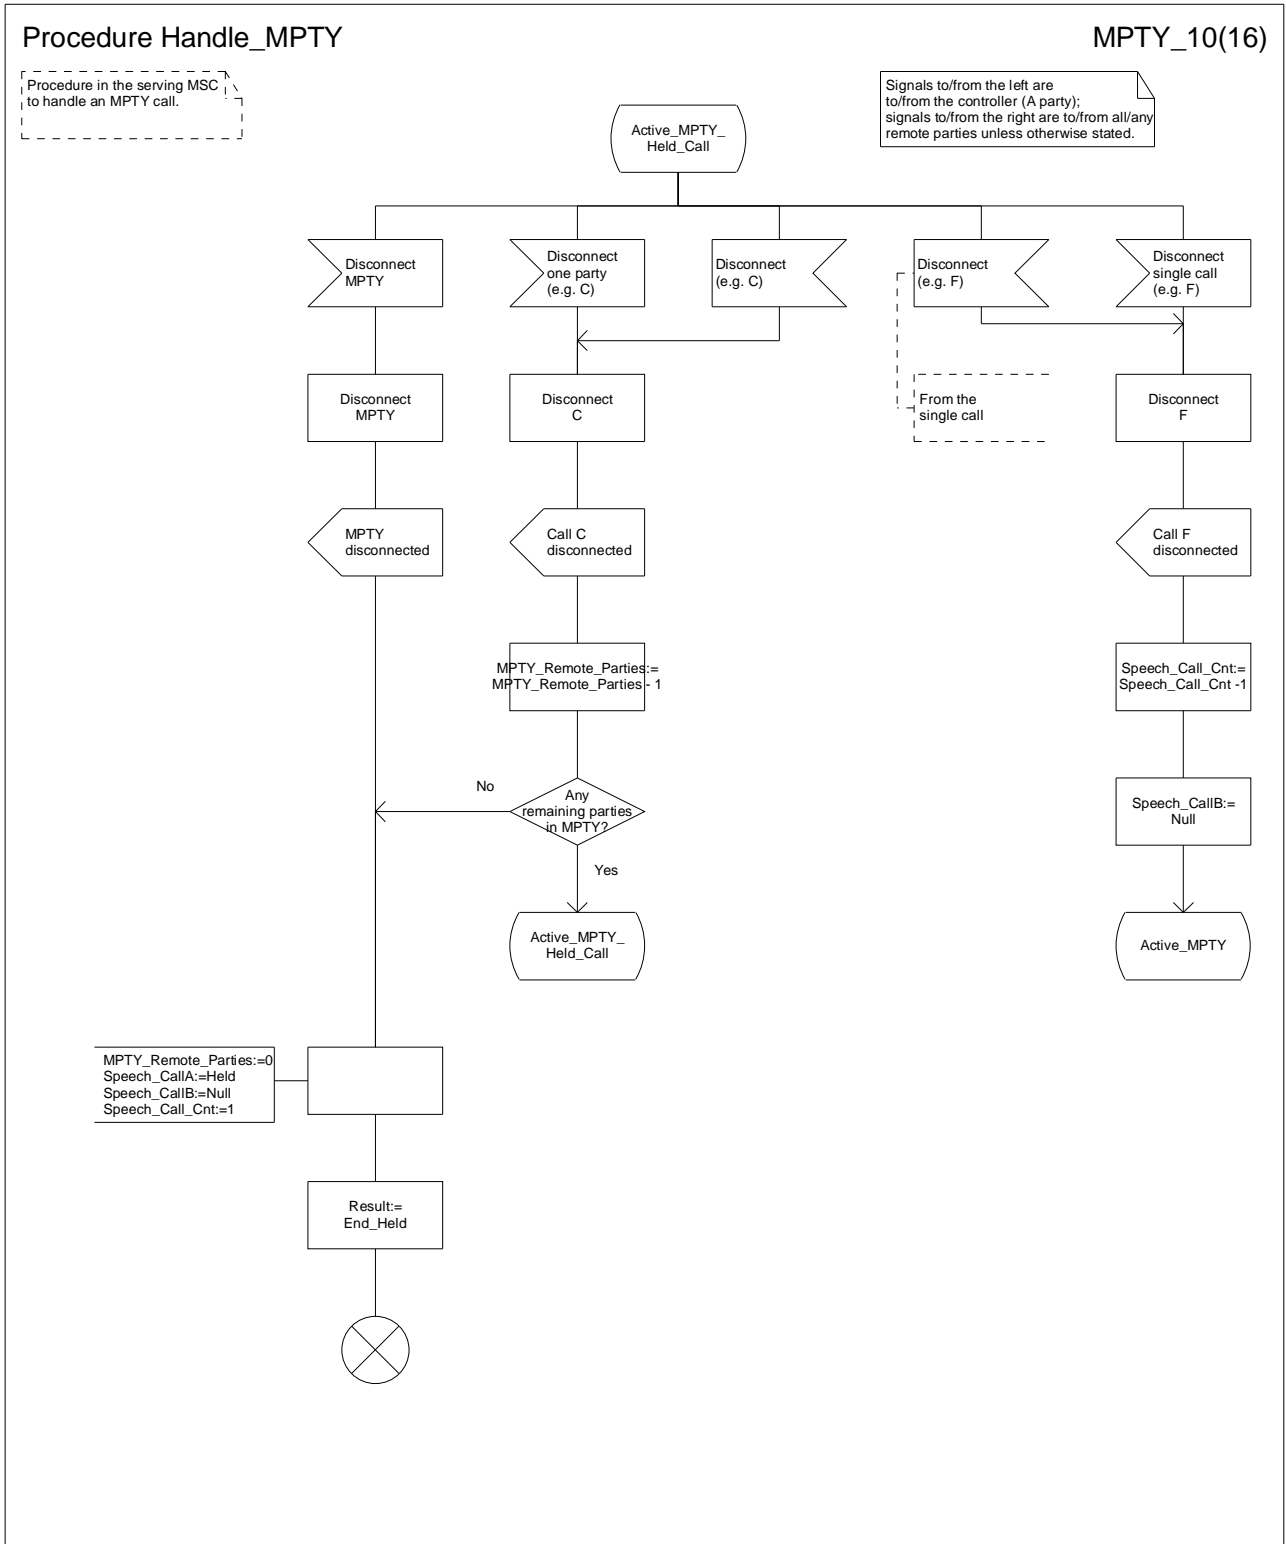 Procedure Handle_MPTY
MPTY_10(16)
Procedure in the serving MSC
to handle an MPTY call.
Signals to/from the left are
to/from the controller (A party);
signals to/from the right are to/from all/any
remote parties unless otherwise stated.
Active_MPTY_
Held_Call
Disconnect
MPTY
Disconnect
one party
(e.g. C)
Disconnect
(e.g. C)
Disconnect
(e.g. F)
Disconnect
single call
(e.g. F)
Disconnect
MPTY
Disconnect
C
From the
single call
Disconnect
F
MPTY
disconnected
Call C
disconnected
Call F
disconnected
MPTY_Remote_Parties:=
MPTY_Remote_Parties - 1
Speech_Call_Cnt:=
Speech_Call_Cnt -1
No
Any
remaining parties
in MPTY?
Speech_CallB:=
Null
Yes
Active_MPTY_
Held_Call
Active_MPTY
MPTY_Remote_Parties:=0
Speech_CallA:=Held
Speech_CallB:=Null
Speech_Call_Cnt:=1
Result:=
End_Held